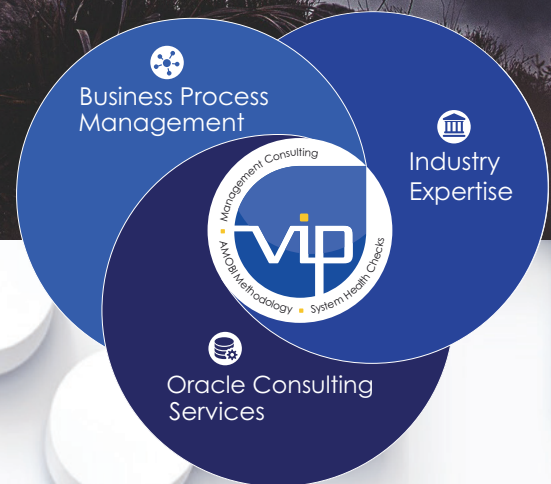 Business Process
Management
Industry
Expertise
Management Consulting
vip
AMOBI Methodology
System Health Checks
Oracle Consulting
Services